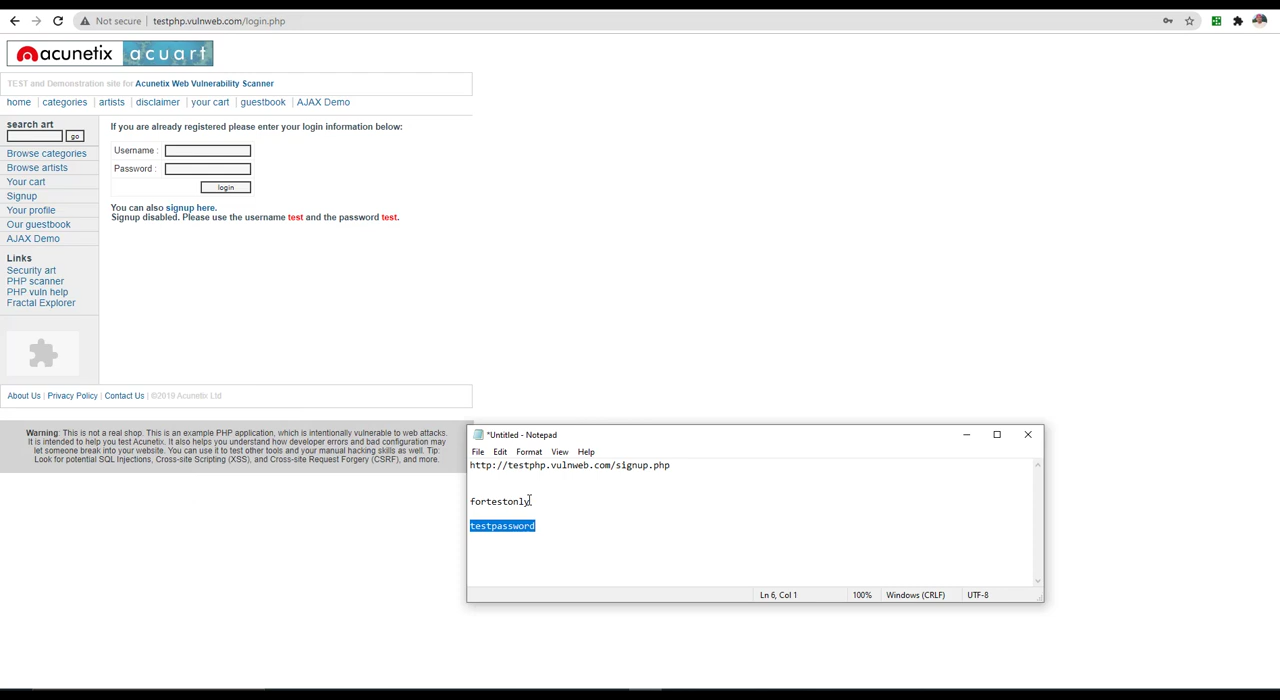 Not secure | testphp.vulnweb.com/login.php
acunetix acuart
TEST and Demonstration site for Acunetix Web Vulnerability Scanner
home | categories | artists | disclaimer | your cart | guestbook | AJAX Demo
search art
go
Browse categories
Browse artists
Your cart
Signup
Your profile
Our guestbook
AJAX Demo
Links
Security art
PHP scanner
PHP vuln help
Fractal Explorer
If you are already registered please enter your login information below:
Username :
Password :
login
You can also signup here.
Signup disabled. Please use the username test and the password test.
About Us | Privacy Policy | Contact Us | ©2019 Acunetix Ltd
Warning: This is not a real shop. This is an example PHP application, which is intentionally vulnerable to web attacks.
It is intended to help you test Acunetix. It also helps you understand how developer errors and bad configuration may
let someone break into your website. You can use it to test other tools and your manual hacking skills as well. Tip:
Look for potential SQL Injections, Cross-site Scripting (XSS), and Cross-site Request Forgery (CSRF), and more.
*Untitled - Notepad
File Edit Format View Help
http://testphp.vulnweb.com/signup.php
fortestonly
testpassword
Ln 6, Col 1 100% Windows (CRLF) UTF-8